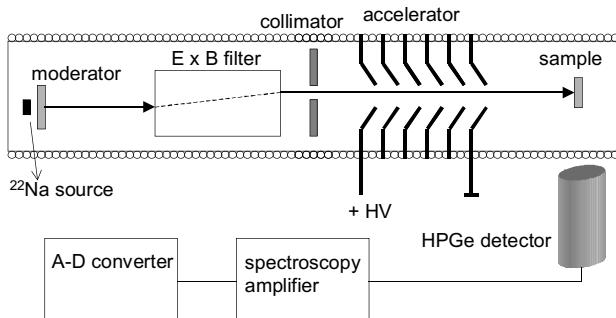 collimator
accelerator
E x B filter
moderator
sample
²²Na source
+ HV
HPGe detector
A-D converter
spectroscopy
amplifier